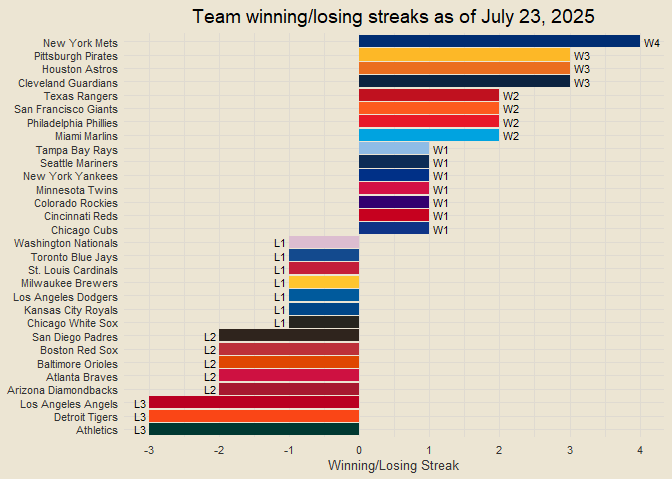 Team winning/losing streaks as of July 23, 2025
New York Mets W4
Pittsburgh Pirates W3
Houston Astros W3
Cleveland Guardians W3
Texas Rangers W2
San Francisco Giants W2
Philadelphia Phillies W2
Miami Marlins W2
Tampa Bay Rays W1
Seattle Mariners W1
New York Yankees W1
Minnesota Twins W1
Colorado Rockies W1
Cincinnati Reds W1
Chicago Cubs W1
Washington Nationals L1
Toronto Blue Jays L1
St. Louis Cardinals L1
Milwaukee Brewers L1
Los Angeles Dodgers L1
Kansas City Royals L1
Chicago White Sox L1
San Diego Padres L2
Boston Red Sox L2
Baltimore Orioles L2
Atlanta Braves L2
Arizona Diamondbacks L2
Los Angeles Angels L3
Detroit Tigers L3
Athletics L3
-3 -2 -1 0 1 2 3 4
Winning/Losing Streak